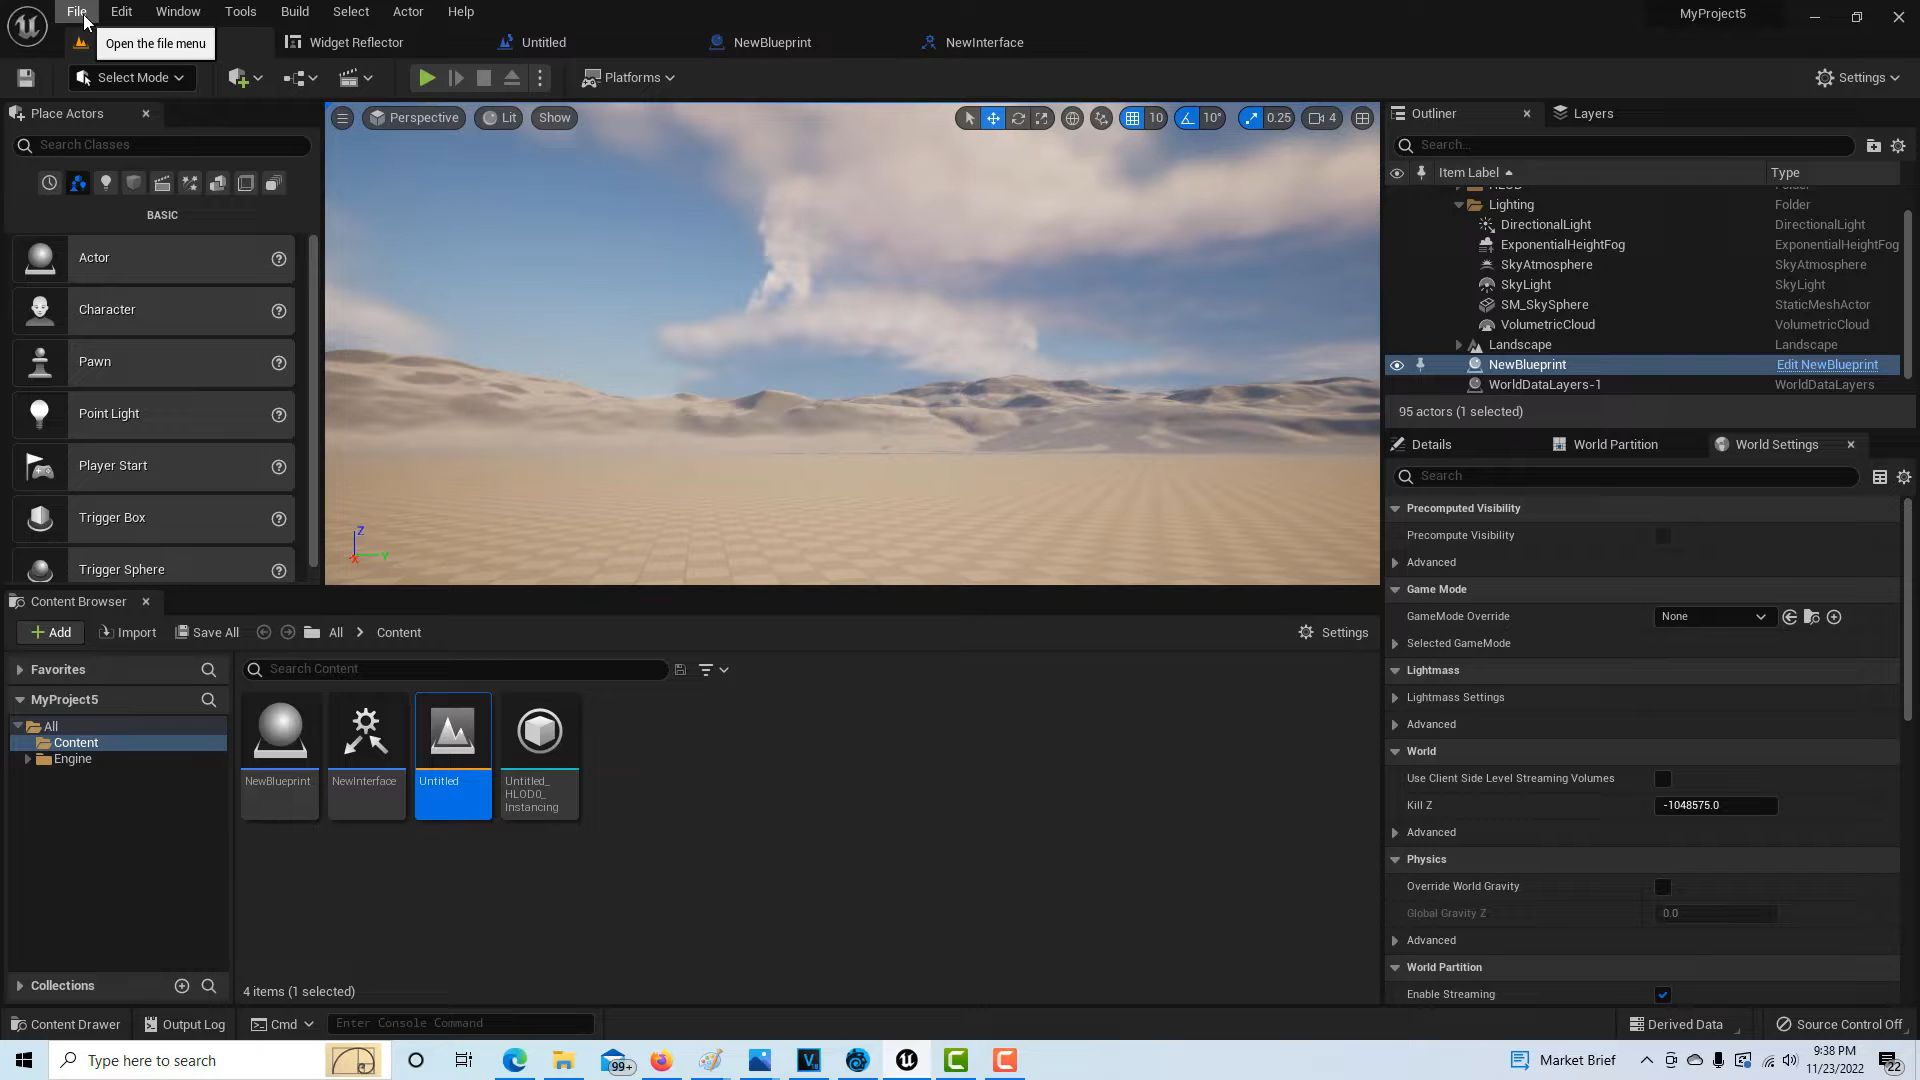 File Edit Window Tools Build Select Actor Help
MyProject5
Open the file menu
Widget Reflector
Untitled
NewBlueprint
NewInterface
Select Mode
Platforms
Settings
Place Actors
Search Classes
BASIC
Actor
Character
Pawn
Point Light
Player Start
Trigger Box
Trigger Sphere
Perspective
Lit
Show
10
10°
0.25
4
Z
Y
X
Outliner
Layers
Search...
Item Label
Type
HLOD Folder
Lighting Folder
DirectionalLight DirectionalLight
ExponentialHeightFog ExponentialHeightFog
SkyAtmosphere SkyAtmosphere
SkyLight SkyLight
SM_SkySphere StaticMeshActor
VolumetricCloud VolumetricCloud
Landscape Landscape
NewBlueprint Edit NewBlueprint
WorldDataLayers-1 WorldDataLayers
95 actors (1 selected)
Details
World Partition
World Settings
Search
Precomputed Visibility
Precompute Visibility
Advanced
Game Mode
GameMode Override None
Selected GameMode
Lightmass
Lightmass Settings
Advanced
World
Use Client Side Level Streaming Volumes
Kill Z -1048575.0
Advanced
Physics
Override World Gravity
Global Gravity Z 0.0
Advanced
World Partition
Enable Streaming
Content Browser
Add
Import
Save All
All
Content
Settings
Favorites
MyProject5
All
Content
Engine
Collections
Search Content
NewBlueprint
NewInterface
Untitled
Untitled_
HLOD0_
Instancing
4 items (1 selected)
Content Drawer
Output Log
Cmd
Enter Console Command
Derived Data
Source Control Off
Type here to search
99+
Market Brief
9:38 PM
11/23/2022
22